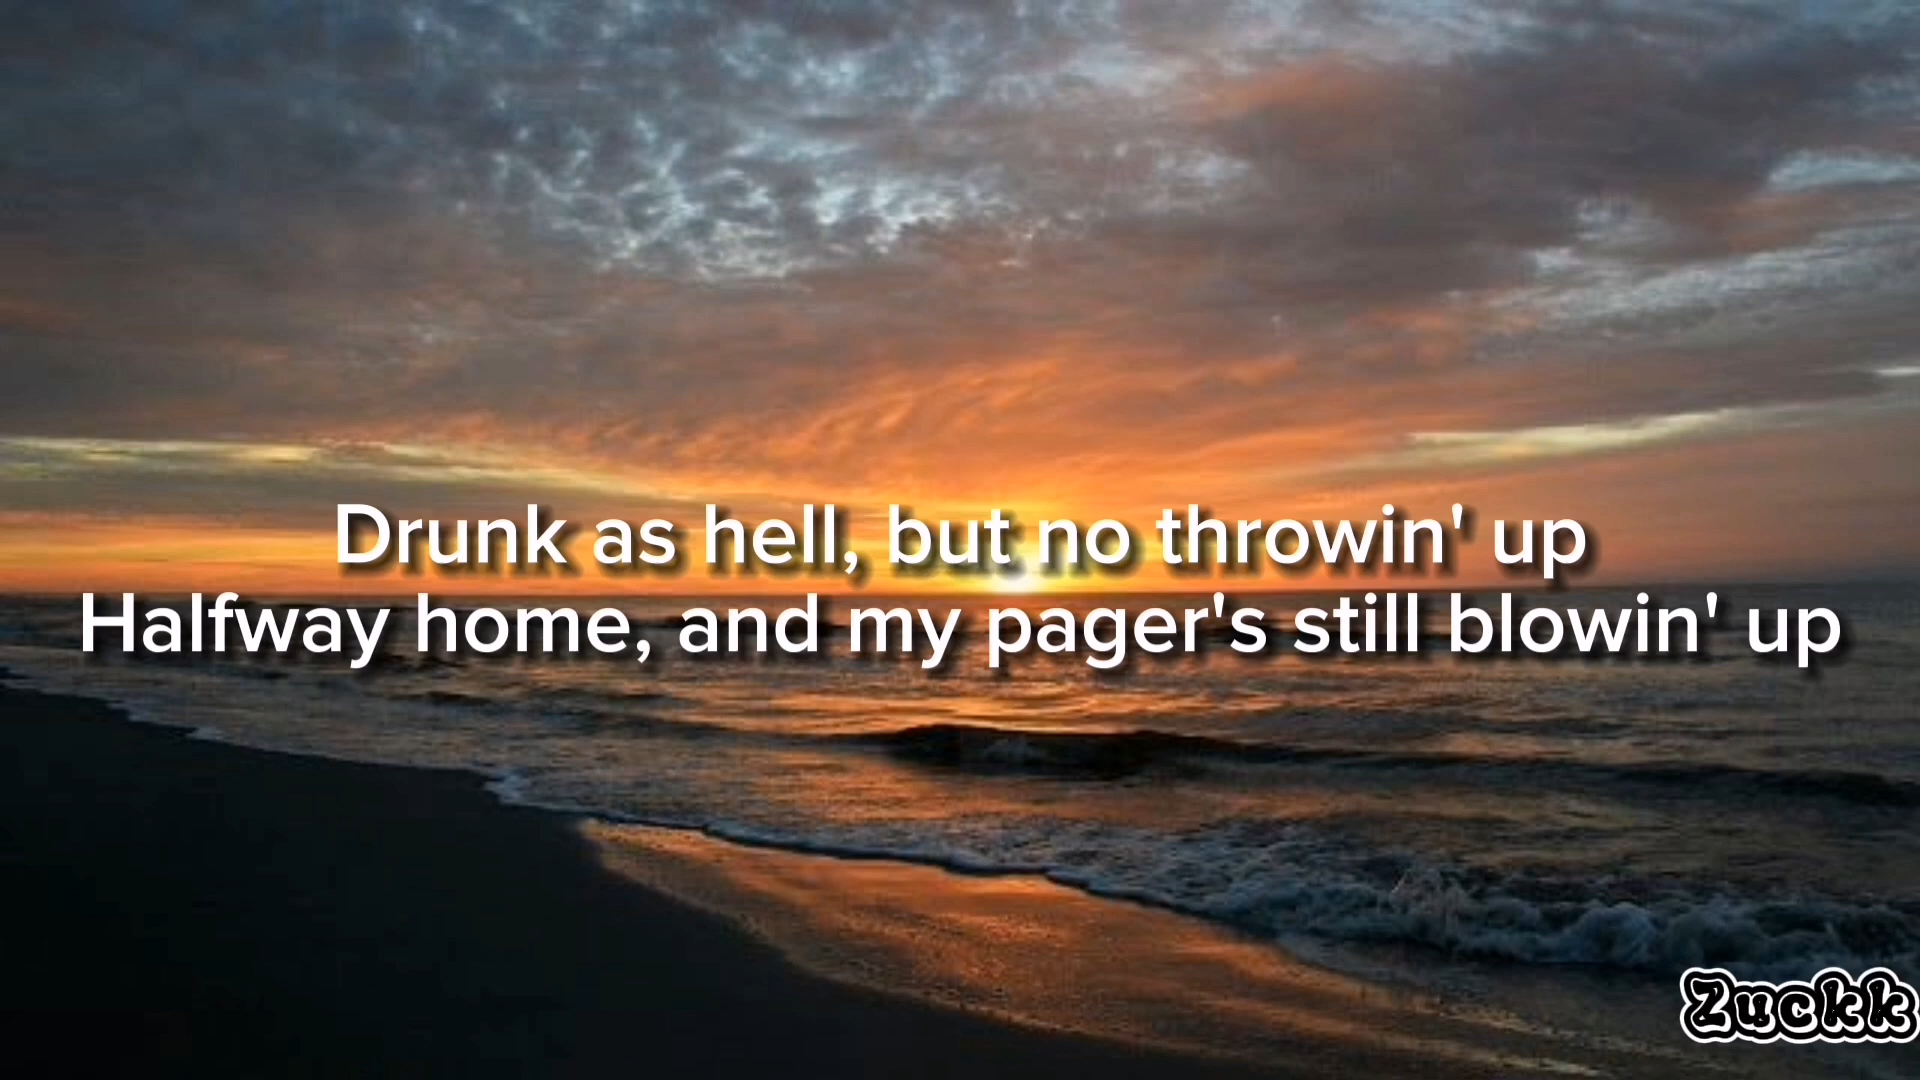 Drunk as hell, but no throwin' up
Halfway home, and my pager's still blowin' up
Zuckk